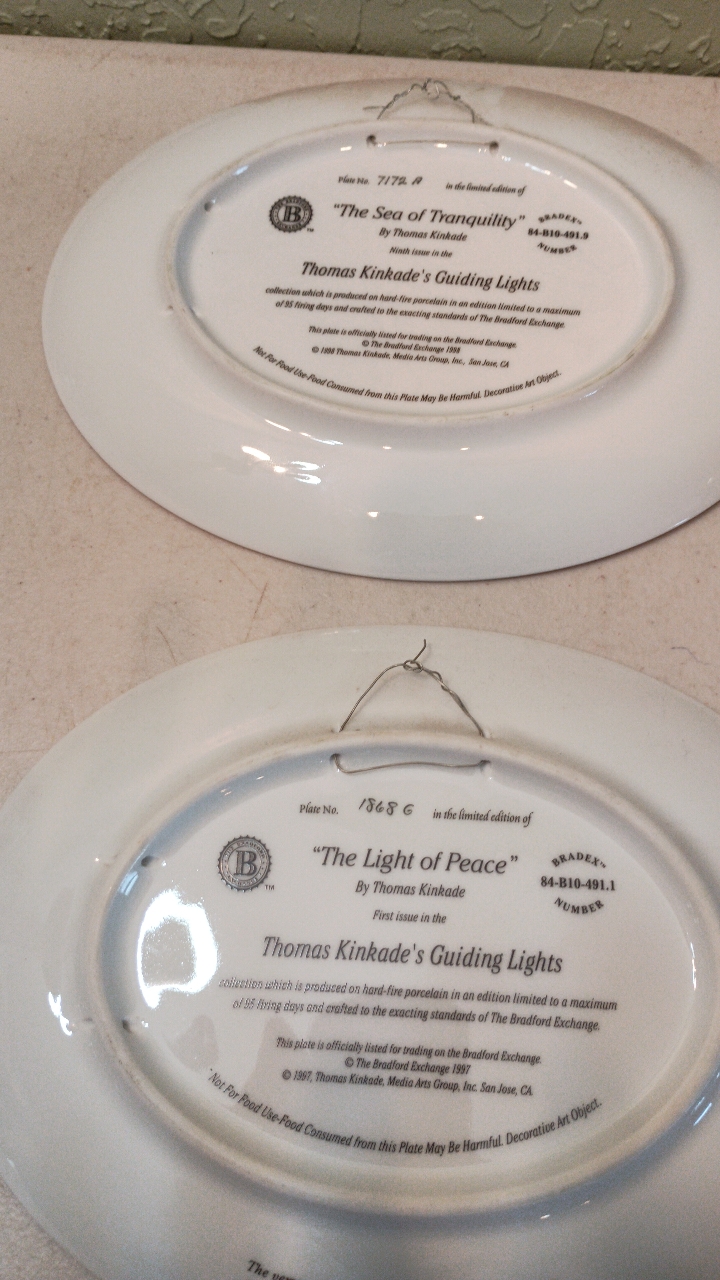 Plate No. 7172 A in the limited edition of
B
TM
"The Sea of Tranquility"
By Thomas Kinkade
BRADEX™
84-B10-491.9
NUMBER
Ninth issue in the
Thomas Kinkade's Guiding Lights
collection which is produced on hard-fire porcelain in an edition limited to a maximum
of 95 firing days and crafted to the exacting standards of The Bradford Exchange.
This plate is officially listed for trading on the Bradford Exchange.
© The Bradford Exchange 1998
© 1998 Thomas Kinkade, Media Arts Group, Inc., San Jose, CA
Not For Food Use-Food Consumed from this Plate May Be Harmful. Decorative Art Object.
Plate No. 1868 G in the limited edition of
B
TM
"The Light of Peace"
By Thomas Kinkade
BRADEX™
84-B10-491.1
NUMBER
First issue in the
Thomas Kinkade's Guiding Lights
collection which is produced on hard-fire porcelain in an edition limited to a maximum
of 95 firing days and crafted to the exacting standards of The Bradford Exchange.
This plate is officially listed for trading on the Bradford Exchange.
© The Bradford Exchange 1997
© 1997, Thomas Kinkade, Media Arts Group, Inc. San Jose, CA
Not For Food Use-Food Consumed from this Plate May Be Harmful. Decorative Art Object.
The